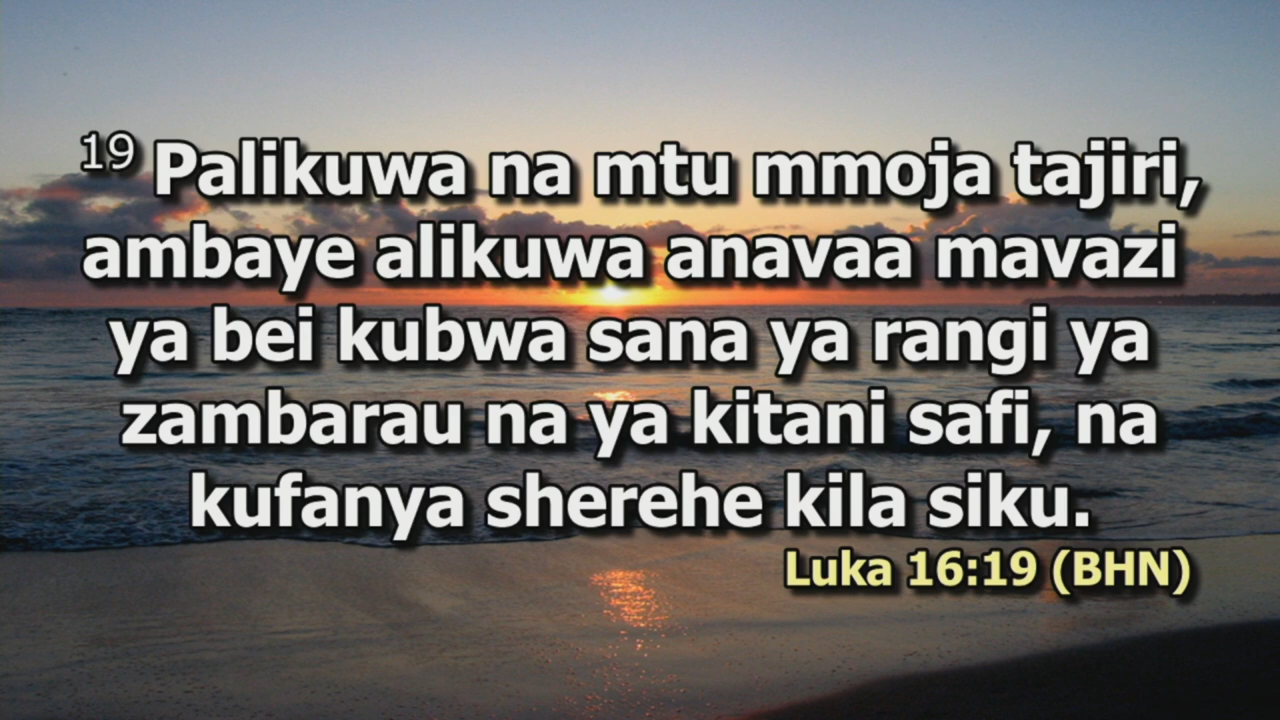 19 Palikuwa na mtu mmoja tajiri,
ambaye alikuwa anavaa mavazi
ya bei kubwa sana ya rangi ya
zambarau na ya kitani safi, na
kufanya sherehe kila siku.
Luka 16:19 (BHN)